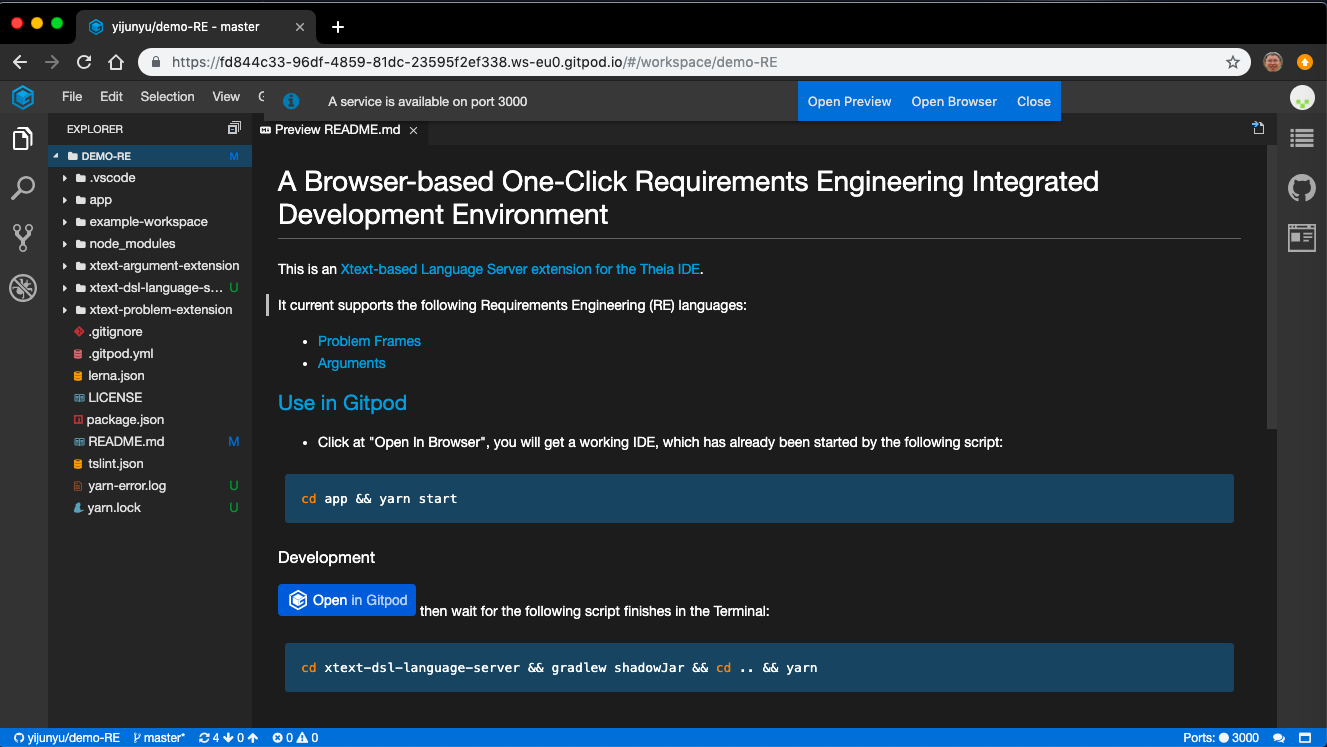 yijunyu/demo-RE - master
https://fd844c33-96df-4859-81dc-23595f2ef338.ws-eu0.gitpod.io/#/workspace/demo-RE
File Edit Selection View
A service is available on port 3000
Open Preview Open Browser Close
EXPLORER
Preview README.md
DEMO-RE M
.vscode
app
example-workspace
node_modules
xtext-argument-extension
xtext-dsl-language-s... U
xtext-problem-extension
.gitignore
.gitpod.yml
lerna.json
LICENSE
package.json
README.md M
tslint.json
yarn-error.log U
yarn.lock U
A Browser-based One-Click Requirements Engineering Integrated
Development Environment
This is an Xtext-based Language Server extension for the Theia IDE.
It current supports the following Requirements Engineering (RE) languages:
• Problem Frames
• Arguments
Use in Gitpod
• Click at "Open In Browser", you will get a working IDE, which has already been started by the following script:
cd app && yarn start
Development
Open in Gitpod then wait for the following script finishes in the Terminal:
cd xtext-dsl-language-server && gradlew shadowJar && cd .. && yarn
yijunyu/demo-RE master* 4 0 0 0 Ports: 3000